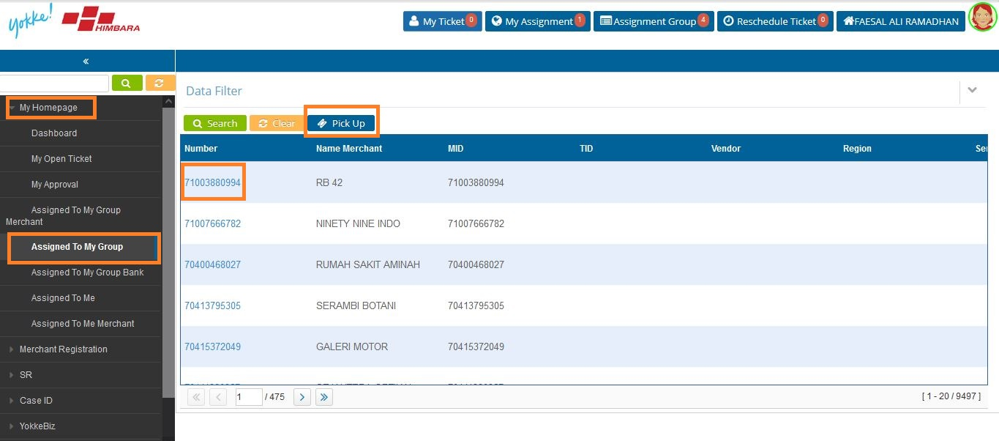 Yokke!
HIMBARA
My Ticket 0
My Assignment 1
Assignment Group 4
Reschedule Ticket 0
FAESAL ALI RAMADHAN
«
Data Filter
My Homepage
Dashboard
My Open Ticket
My Approval
Assigned To My Group
Merchant
Assigned To My Group
Assigned To My Group Bank
Assigned To Me
Assigned To Me Merchant
Merchant Registration
SR
Case ID
YokkeBiz
Search Clear Pick Up
Number Name Merchant MID TID Vendor Region Ser
71003880994 RB 42 71003880994
71007666782 NINETY NINE INDO 71007666782
70400468027 RUMAH SAKIT AMINAH 70400468027
70413795305 SERAMBI BOTANI 70413795305
70415372049 GALERI MOTOR 70415372049
1 / 475
[ 1 - 20 / 9497 ]